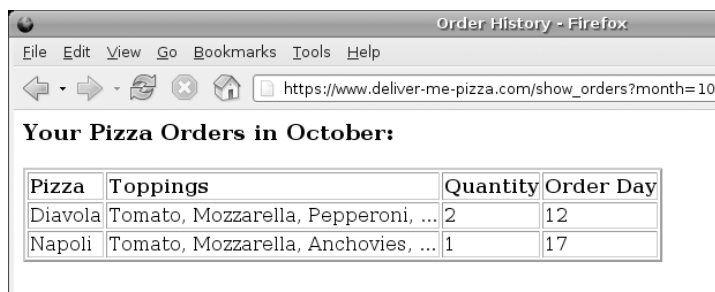 Order History - Firefox
File Edit View Go Bookmarks Tools Help
https://www.deliver-me-pizza.com/show_orders?month=10
Your Pizza Orders in October:
Pizza Toppings Quantity Order Day
Diavola Tomato, Mozzarella, Pepperoni, ... 2 12
Napoli Tomato, Mozzarella, Anchovies, ... 1 17